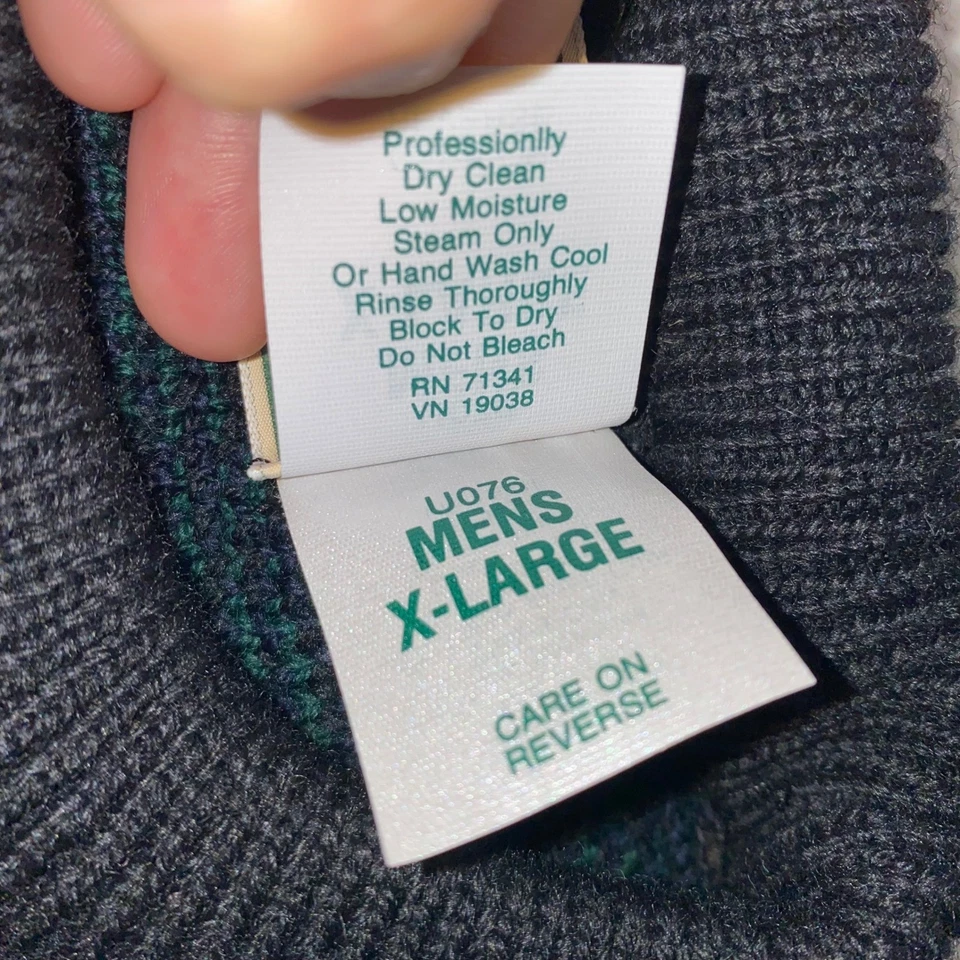 Professionlly
Dry Clean
Low Moisture
Steam Only
Or Hand Wash Cool
Rinse Thoroughly
Block To Dry
Do Not Bleach
RN 71341
VN 19038
U076
MENS
X-LARGE
CARE ON
REVERSE